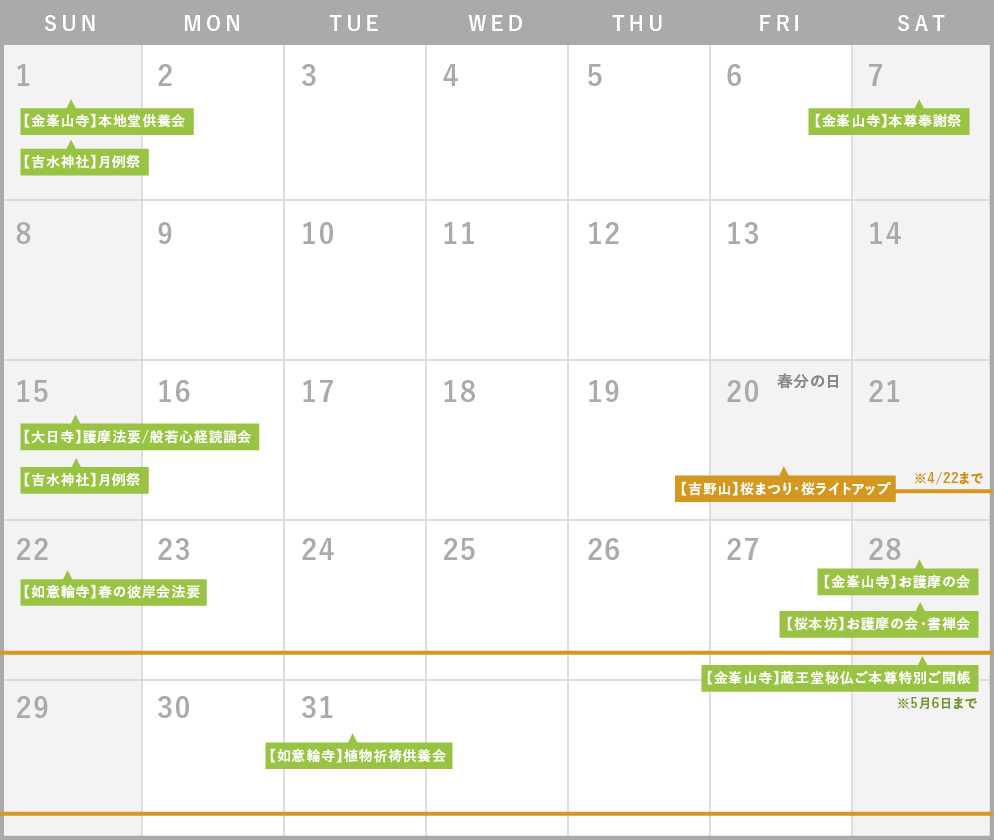 SUN MON TUE WED THU FRI SAT
1 2 3 4 5 6 7
【金峯山寺】本地堂供養会 【金峯山寺】本尊奉謝祭
【吉水神社】月例祭
8 9 10 11 12 13 14
15 16 17 18 19 20 春分の日 21
【大日寺】護摩法要/般若心経読誦会
【吉水神社】月例祭
※4/22まで
【吉野山】桜まつり・桜ライトアップ
22 23 24 25 26 27 28
【如意輪寺】春の彼岸会法要 【金峯山寺】お護摩の会
【桜本坊】お護摩の会・書禅会
【金峯山寺】蔵王堂秘仏ご本尊特別ご開帳
※5月6日まで
29 30 31
【如意輪寺】植物祈祷供養会